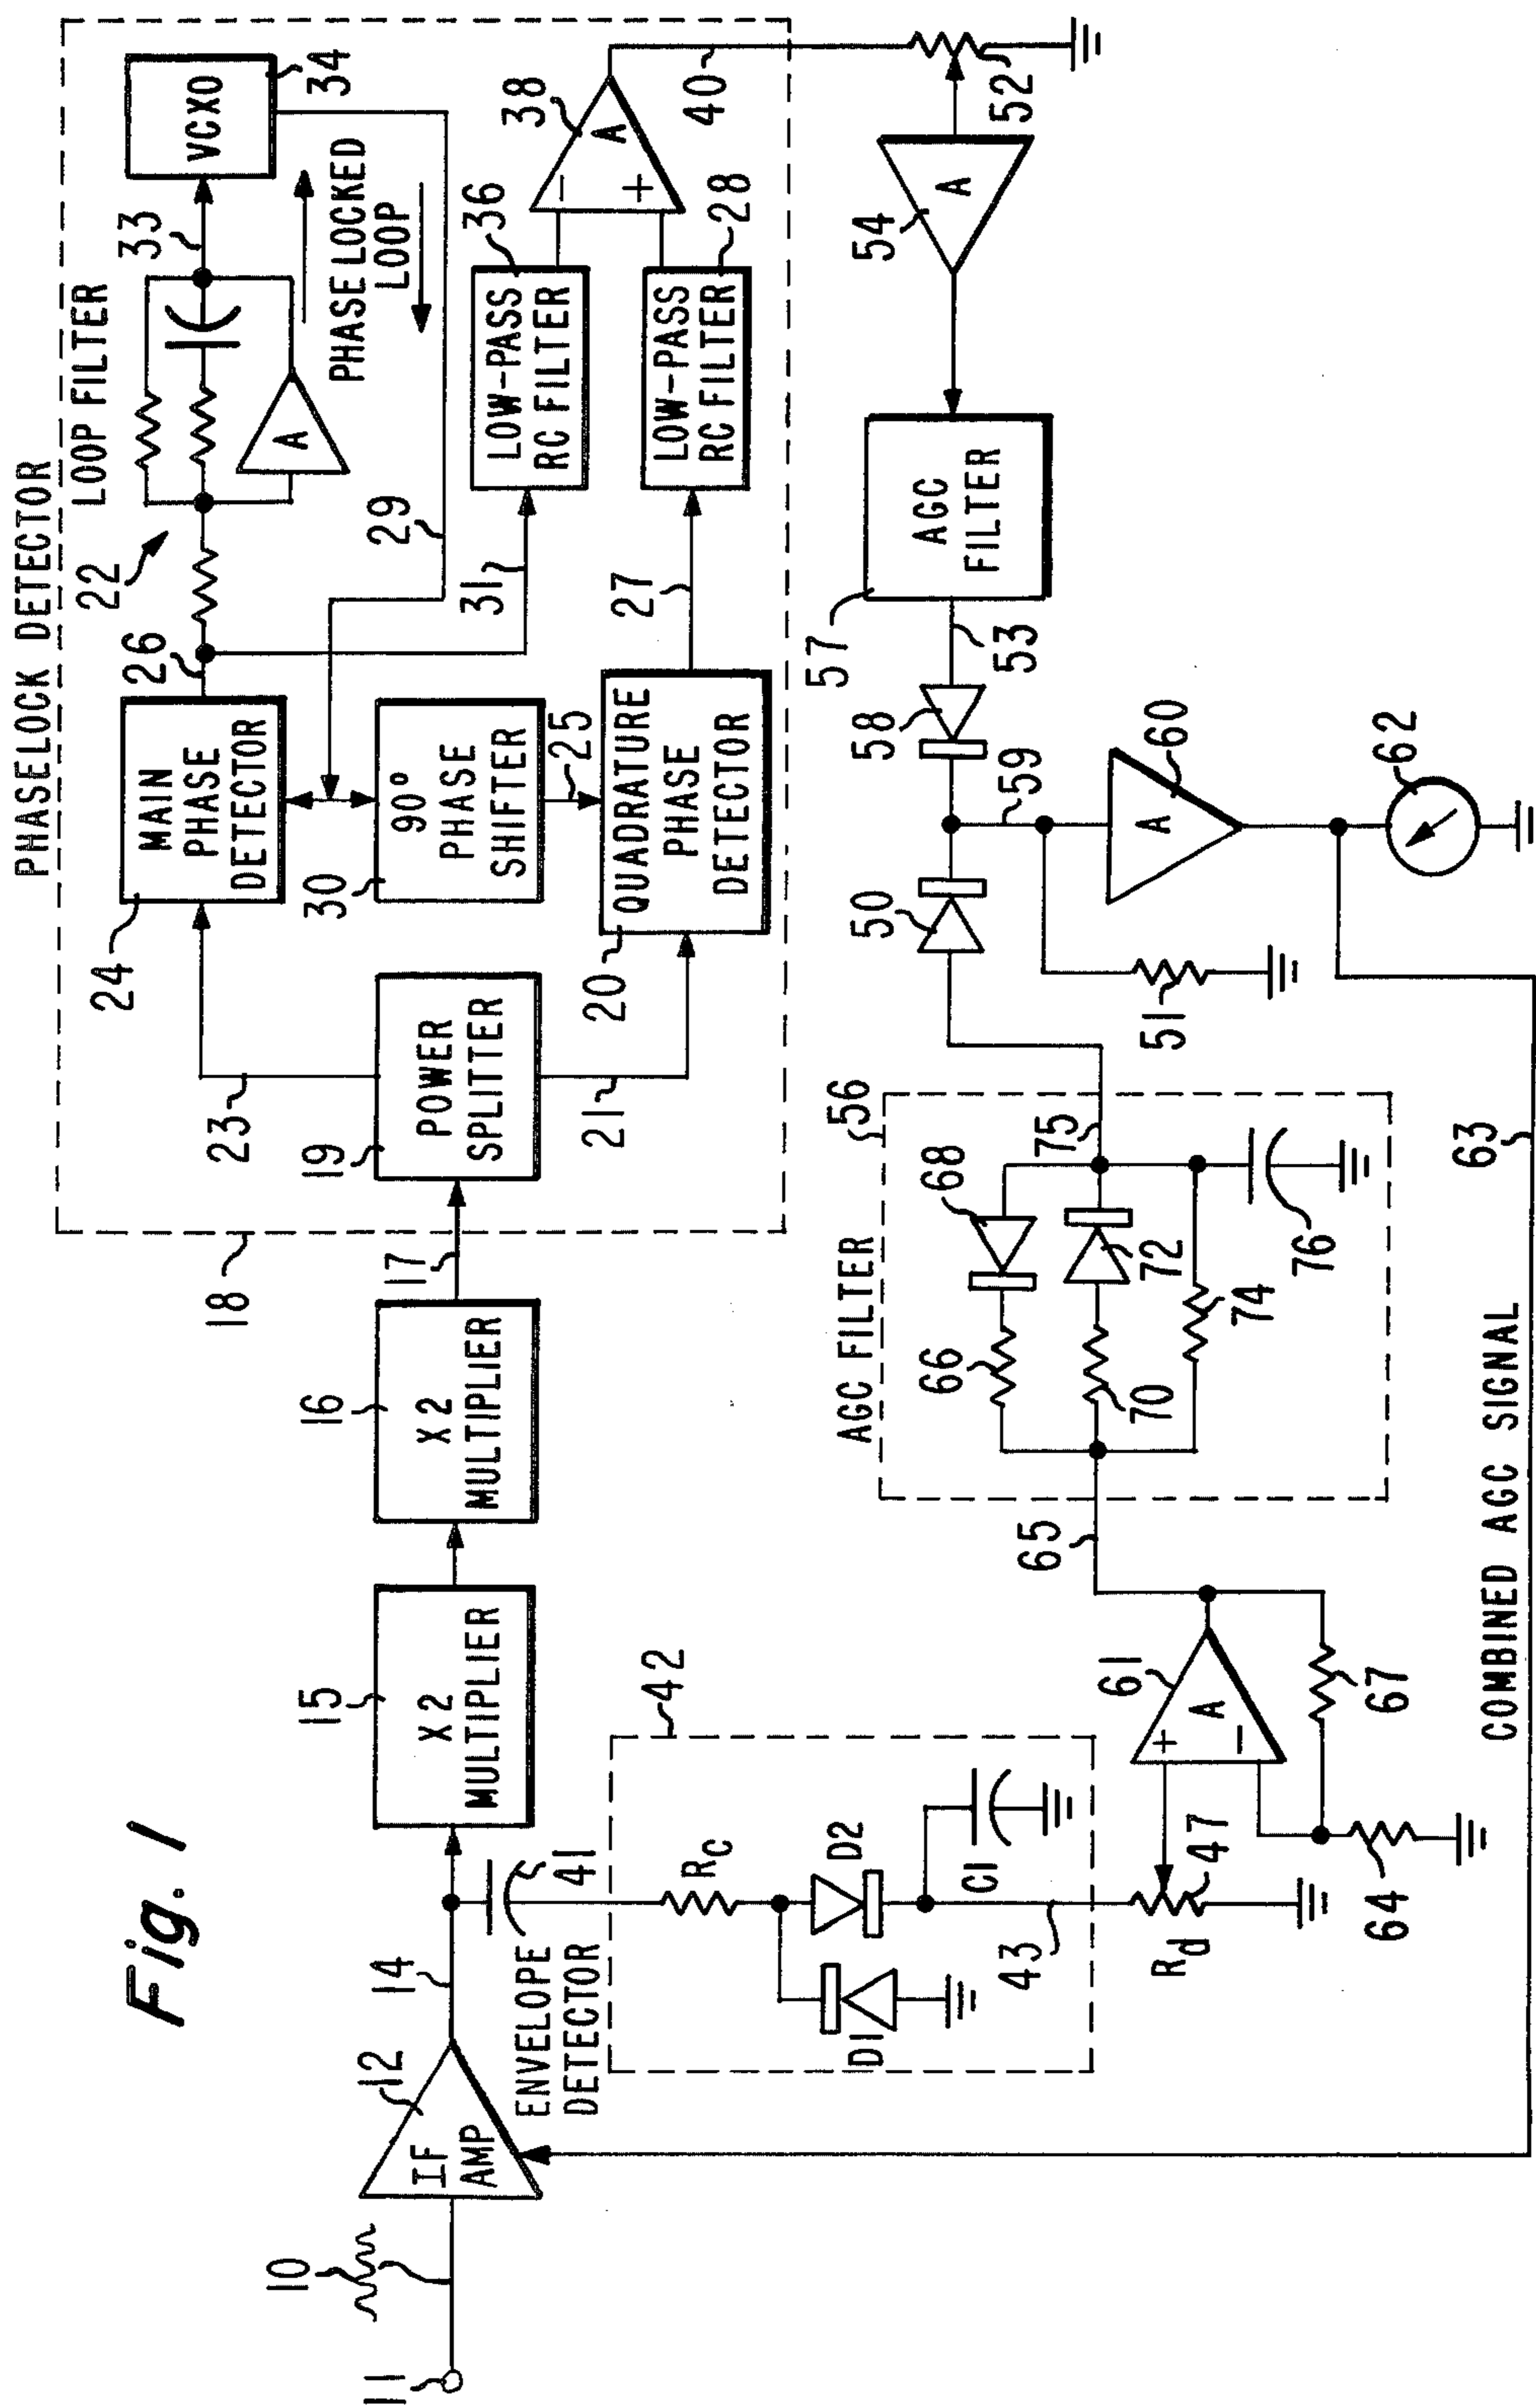 Fig. 1
PHASELOCK DETECTOR
LOOP FILTER
VCXO
34
33
22
A
PHASE LOCKED
LOOP
29
26
MAIN
PHASE
DETECTOR
24
31
LOW-PASS
RC FILTER
36
38
-
+
A
40
90°
PHASE
SHIFTER
30
25
QUADRATURE
PHASE
DETECTOR
20
27
LOW-PASS
RC FILTER
28
23
POWER
SPLITTER
19
21
18
17
16
X2
MULTIPLIER
15
X2
MULTIPLIER
14
12
IF
AMP
10
11
41
ENVELOPE
DETECTOR
42
RC
D2
D1
C1
43
Rd
47
61
+
A
-
64
67
65
AGC FILTER
56
66
68
70
72
74
75
76
50
51
59
58
53
57
AGC
FILTER
54
A
52
60
A
62
63
COMBINED AGC SIGNAL